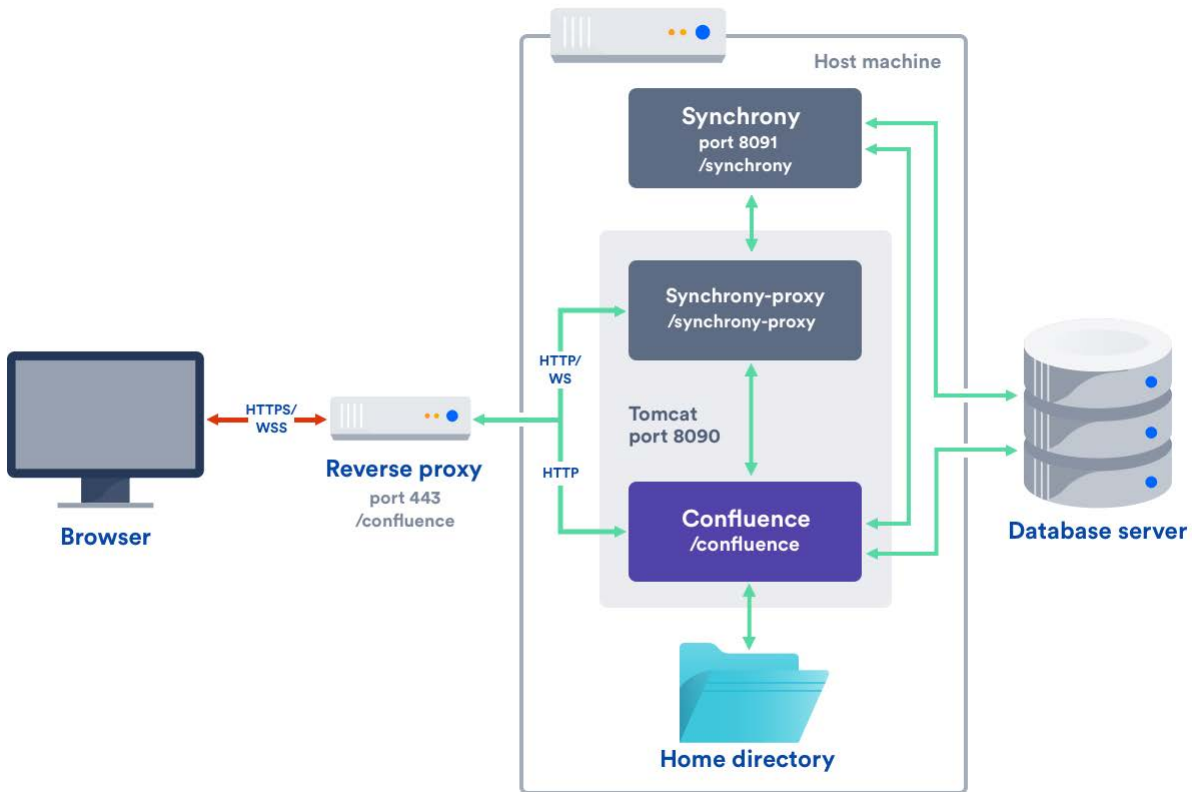 Host machine
Synchrony
port 8091
/synchrony
Synchrony-proxy
/synchrony-proxy
HTTP/
WS
HTTPS/
WSS
Tomcat
port 8090
Reverse proxy
port 443
/confluence
HTTP
Browser
Confluence
/confluence
Database server
Home directory